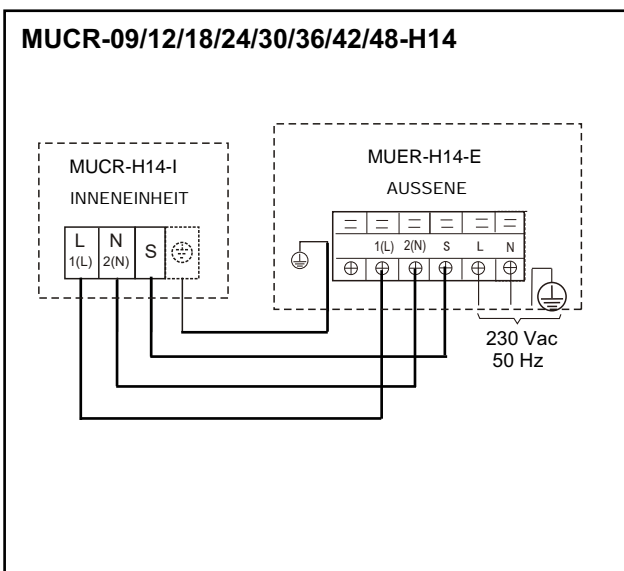 MUCR-09/12/18/24/30/36/42/48-H14
MUCR-H14-I
INNENEINHEIT
L N S
1(L) 2(N)
MUER-H14-E
AUSSENE
1(L) 2(N) S L N
230 Vac
50 Hz